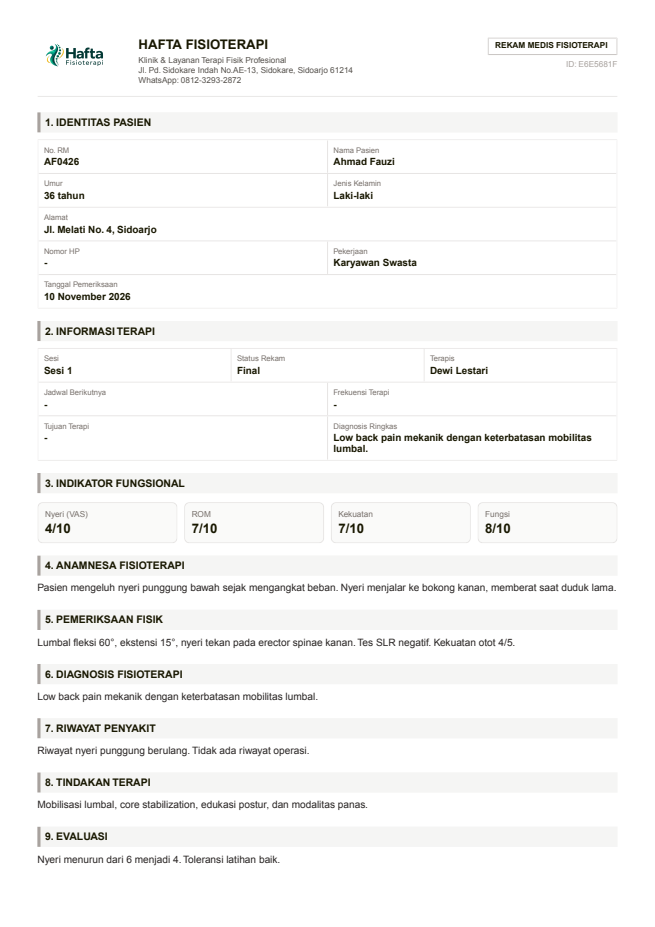 Hafta
Fisioterapi
HAFTA FISIOTERAPI
Klinik & Layanan Terapi Fisik Profesional
Jl. Pd. Sidokare Indah No.AE-13, Sidokare, Sidoarjo 61214
WhatsApp: 0812-3293-2872
REKAM MEDIS FISIOTERAPI
ID: E6E5681F
1. IDENTITAS PASIEN
No. RM
AF0426
Nama Pasien
Ahmad Fauzi
Umur
36 tahun
Jenis Kelamin
Laki-laki
Alamat
Jl. Melati No. 4, Sidoarjo
Nomor HP
-
Pekerjaan
Karyawan Swasta
Tanggal Pemeriksaan
10 November 2026
2. INFORMASI TERAPI
Sesi
Sesi 1
Status Rekam
Final
Terapis
Dewi Lestari
Jadwal Berikutnya
-
Frekuensi Terapi
-
Tujuan Terapi
-
Diagnosis Ringkas
Low back pain mekanik dengan keterbatasan mobilitas
lumbal.
3. INDIKATOR FUNGSIONAL
Nyeri (VAS)
4/10
ROM
7/10
Kekuatan
7/10
Fungsi
8/10
4. ANAMNESA FISIOTERAPI
Pasien mengeluh nyeri punggung bawah sejak mengangkat beban. Nyeri menjalar ke bokong kanan, memberat saat duduk lama.
5. PEMERIKSAAN FISIK
Lumbal fleksi 60°, ekstensi 15°, nyeri tekan pada erector spinae kanan. Tes SLR negatif. Kekuatan otot 4/5.
6. DIAGNOSIS FISIOTERAPI
Low back pain mekanik dengan keterbatasan mobilitas lumbal.
7. RIWAYAT PENYAKIT
Riwayat nyeri punggung berulang. Tidak ada riwayat operasi.
8. TINDAKAN TERAPI
Mobilisasi lumbal, core stabilization, edukasi postur, dan modalitas panas.
9. EVALUASI
Nyeri menurun dari 6 menjadi 4. Toleransi latihan baik.